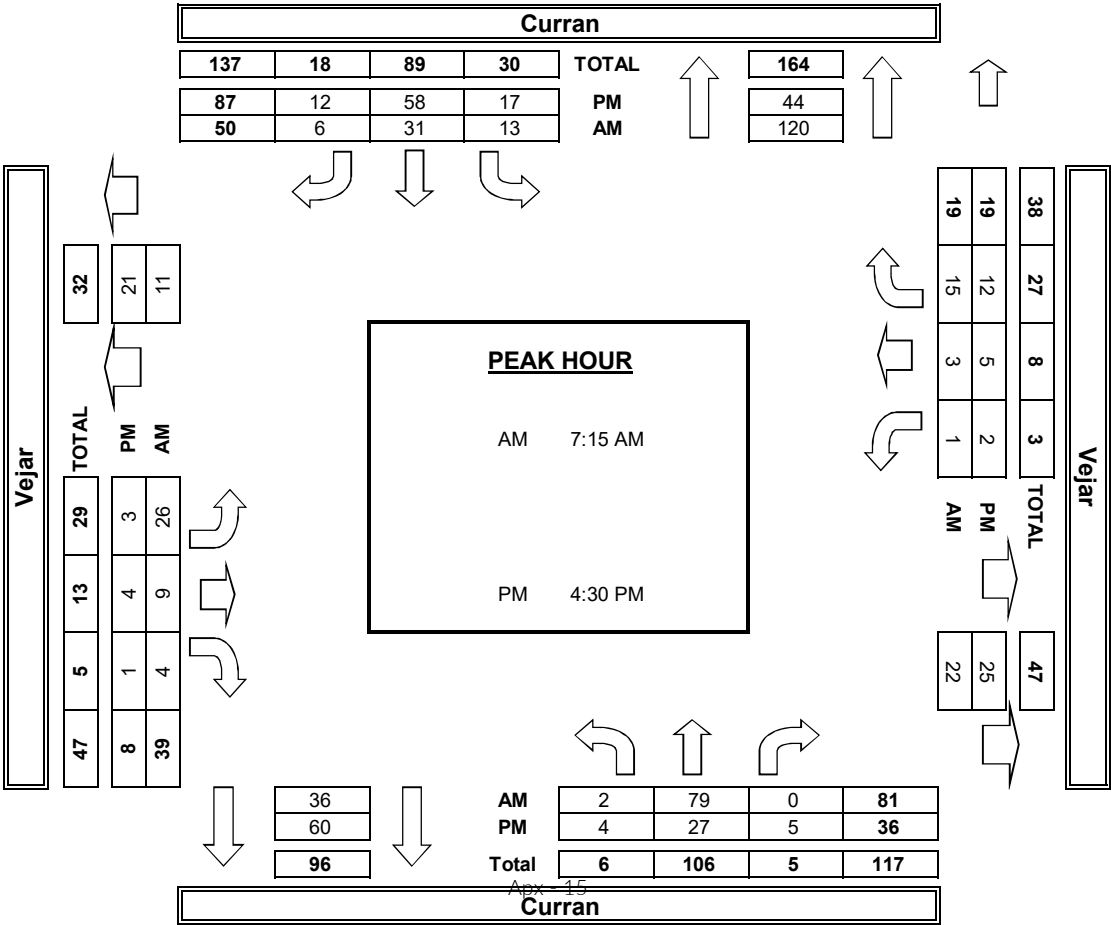 Curran
137 18 89 30 TOTAL 164
87 12 58 17 PM 44
50 6 31 13 AM 120
Vejar
32
21
11
TOTAL
PM
AM
29 13 5 47
3 4 1 8
26 9 4 39
PEAK HOUR
AM 7:15 AM
PM 4:30 PM
38 27 8 3 TOTAL 47
19 12 5 2 PM 25
19 15 3 1 AM 22
Vejar
36 AM 2 79 0 81
60 PM 4 27 5 36
96 Total 6 106 5 117
Apx - 15
Curran